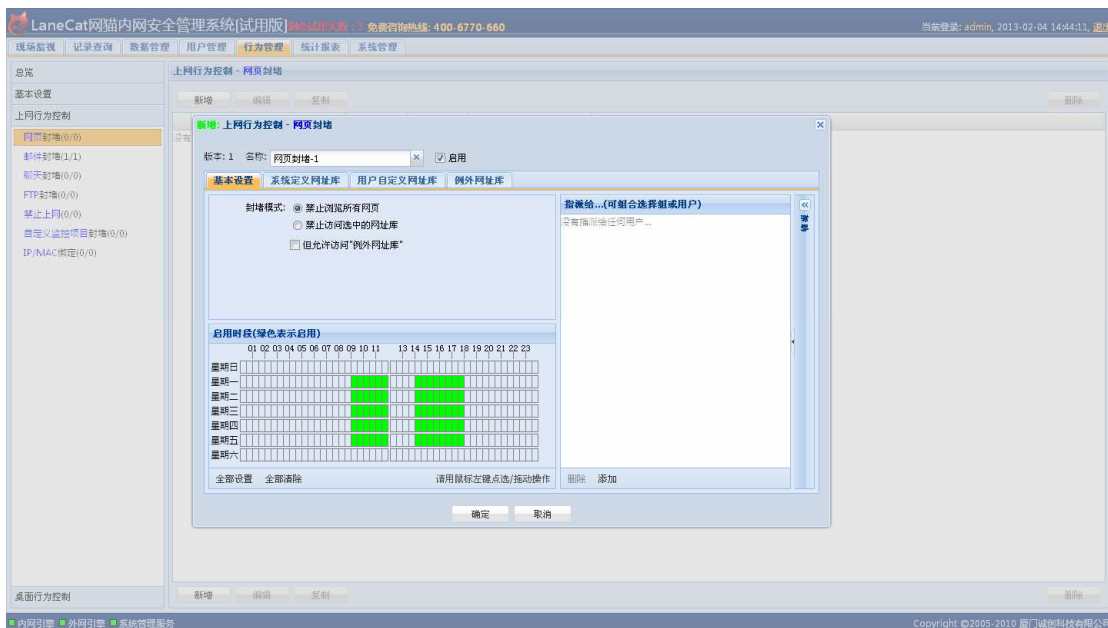 LaneCat网猫内网安全管理系统[试用版] 免费咨询热线: 400-6770-660 当前登录: admin, 2013-02-04 14:44:11, 退出
现场监视 记录查询 数据管理 用户管理 行为管理 统计报表 系统管理
总览
基本设置
上网行为控制
网页封堵(0/0)
邮件封堵(1/1)
聊天封堵(0/0)
FTP封堵(0/0)
禁止上网(0/0)
自定义监控项目封堵(0/0)
IP/MAC绑定(0/0)
桌面行为控制
上网行为控制 - 网页封堵
新增 编辑 复制 删除
没有
新增: 上网行为控制 - 网页封堵
版本: 1 名称: 网页封堵-1 启用
基本设置 系统定义网址库 用户自定义网址库 例外网址库
封堵模式: 禁止浏览所有网页
禁止访问选中的网址库
但允许访问"例外网址库"
指派给...(可组合选择组或用户)
没有指派给任何用户...
启用时段(绿色表示启用)
01 02 03 04 05 06 07 08 09 10 11 13 14 15 16 17 18 19 20 21 22 23
星期日
星期一
星期二
星期三
星期四
星期五
星期六
全部设置 全部清除 请用鼠标左键点选/拖动操作 删除 添加
确定 取消
新增 编辑 复制 删除
内网引擎 外网引擎 系统管理服务 Copyright ©2005-2010 厦门诚创科技有限公司